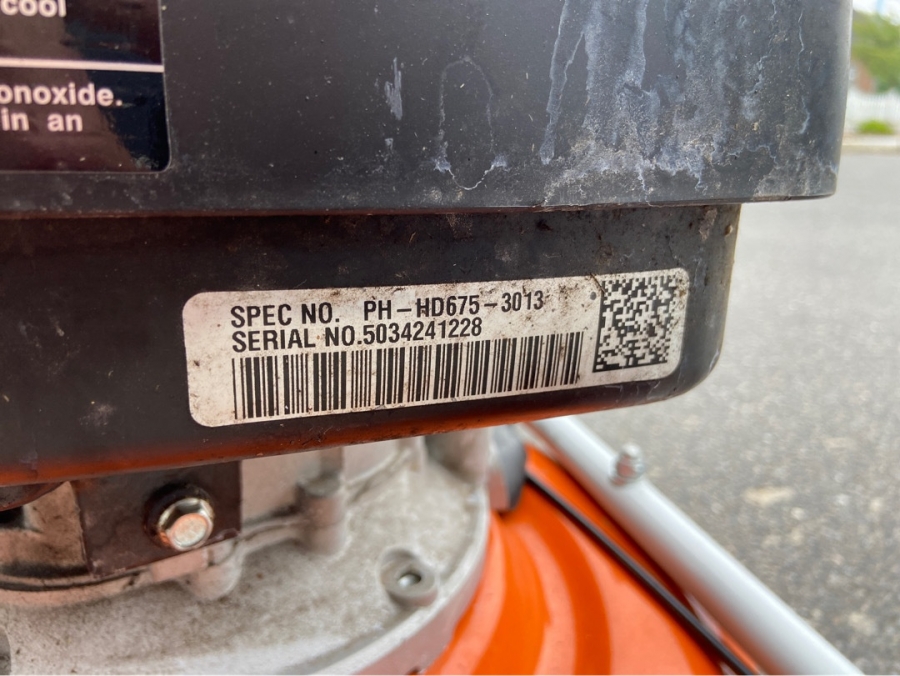 cool
onoxide.
in an
SPEC NO. PH-HD675-3013
SERIAL NO.5034241228